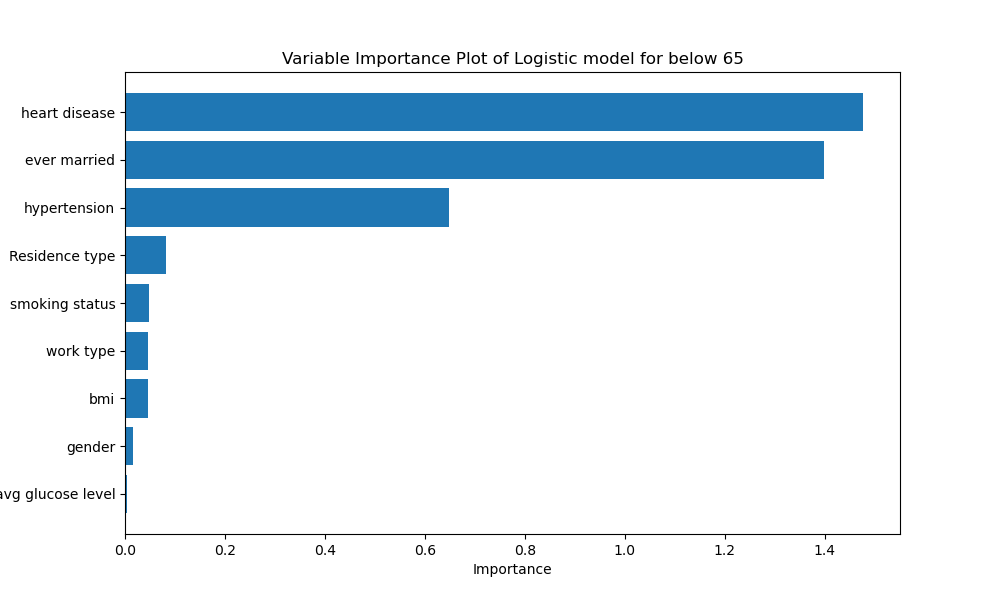 Variable Importance Plot of Logistic model for below 65
heart disease
ever married
hypertension
Residence type
smoking status
work type
bmi
gender
avg glucose level
0.0 0.2 0.4 0.6 0.8 1.0 1.2 1.4
Importance